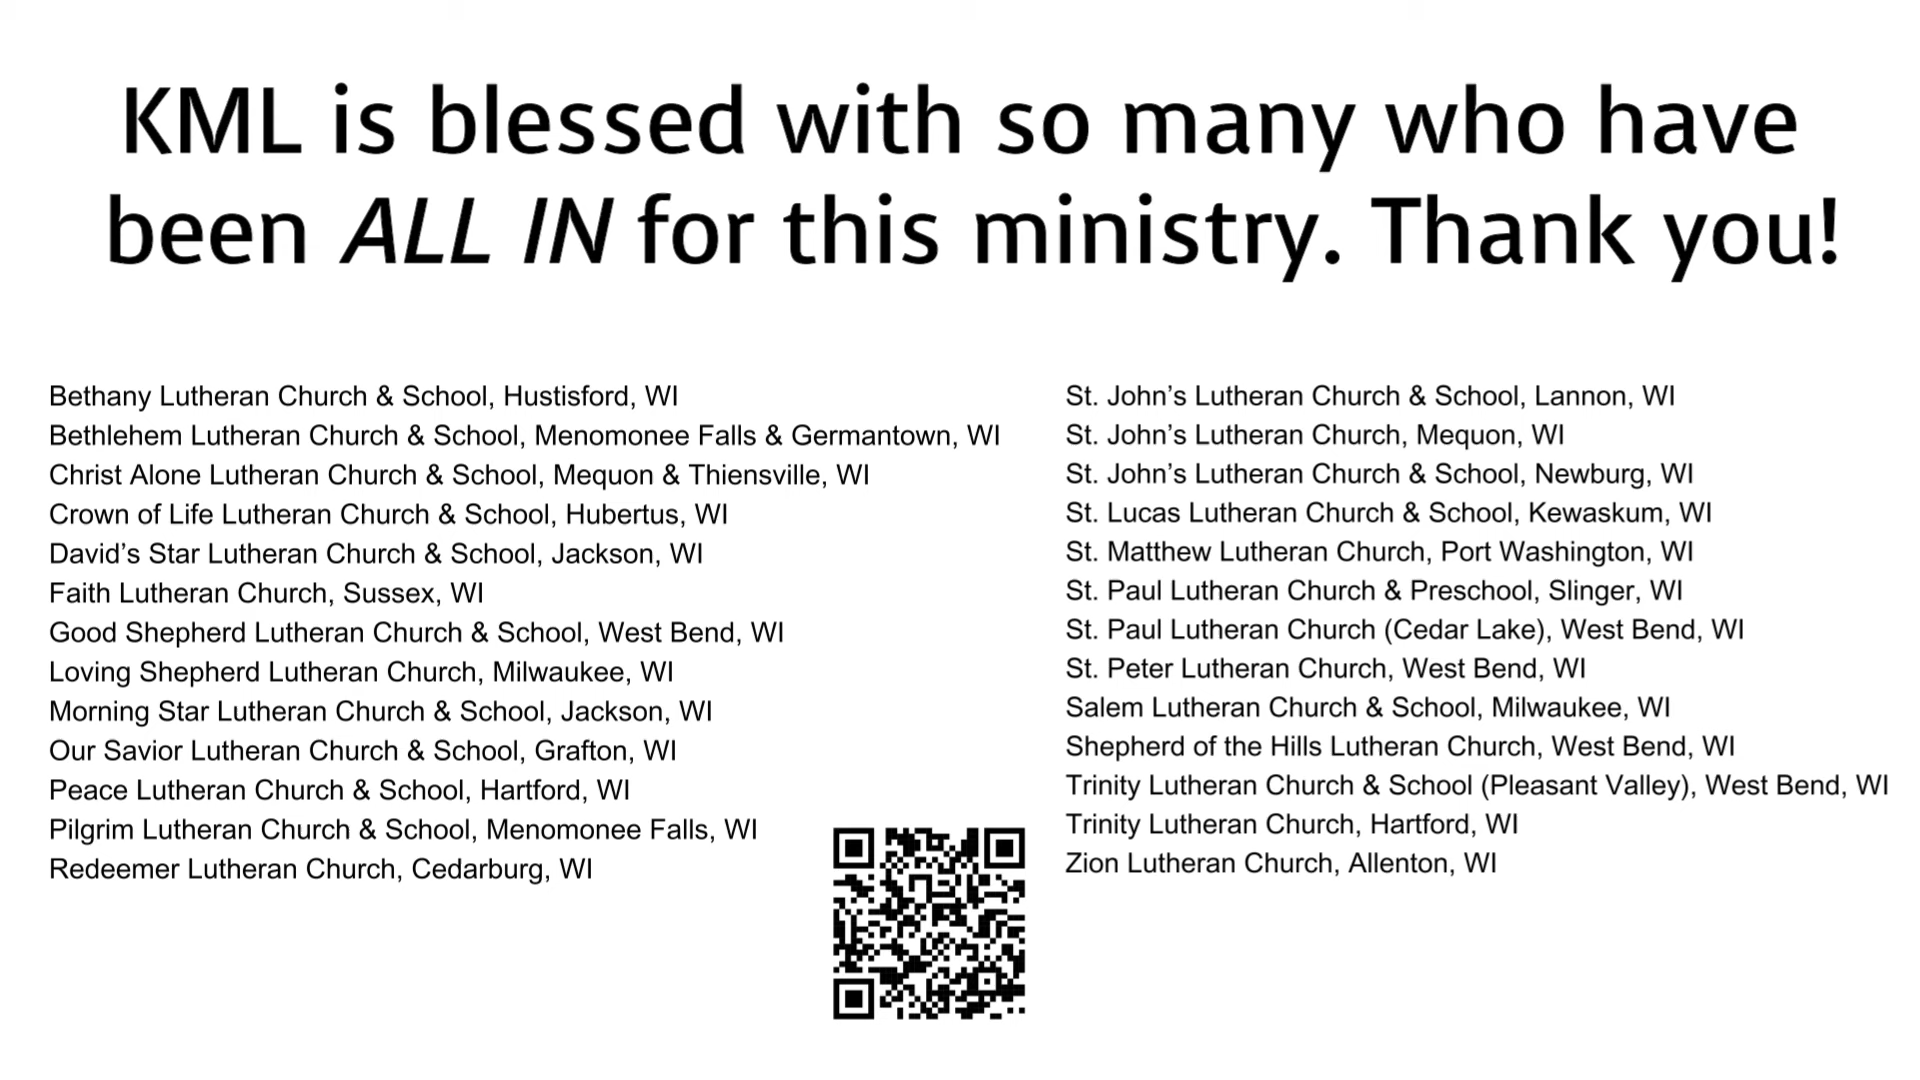 KML is blessed with so many who have
been ALL IN for this ministry. Thank you!
Bethany Lutheran Church & School, Hustisford, WI
Bethlehem Lutheran Church & School, Menomonee Falls & Germantown, WI
Christ Alone Lutheran Church & School, Mequon & Thiensville, WI
Crown of Life Lutheran Church & School, Hubertus, WI
David’s Star Lutheran Church & School, Jackson, WI
Faith Lutheran Church, Sussex, WI
Good Shepherd Lutheran Church & School, West Bend, WI
Loving Shepherd Lutheran Church, Milwaukee, WI
Morning Star Lutheran Church & School, Jackson, WI
Our Savior Lutheran Church & School, Grafton, WI
Peace Lutheran Church & School, Hartford, WI
Pilgrim Lutheran Church & School, Menomonee Falls, WI
Redeemer Lutheran Church, Cedarburg, WI
St. John’s Lutheran Church & School, Lannon, WI
St. John’s Lutheran Church, Mequon, WI
St. John’s Lutheran Church & School, Newburg, WI
St. Lucas Lutheran Church & School, Kewaskum, WI
St. Matthew Lutheran Church, Port Washington, WI
St. Paul Lutheran Church & Preschool, Slinger, WI
St. Paul Lutheran Church (Cedar Lake), West Bend, WI
St. Peter Lutheran Church, West Bend, WI
Salem Lutheran Church & School, Milwaukee, WI
Shepherd of the Hills Lutheran Church, West Bend, WI
Trinity Lutheran Church & School (Pleasant Valley), West Bend, WI
Trinity Lutheran Church, Hartford, WI
Zion Lutheran Church, Allenton, WI